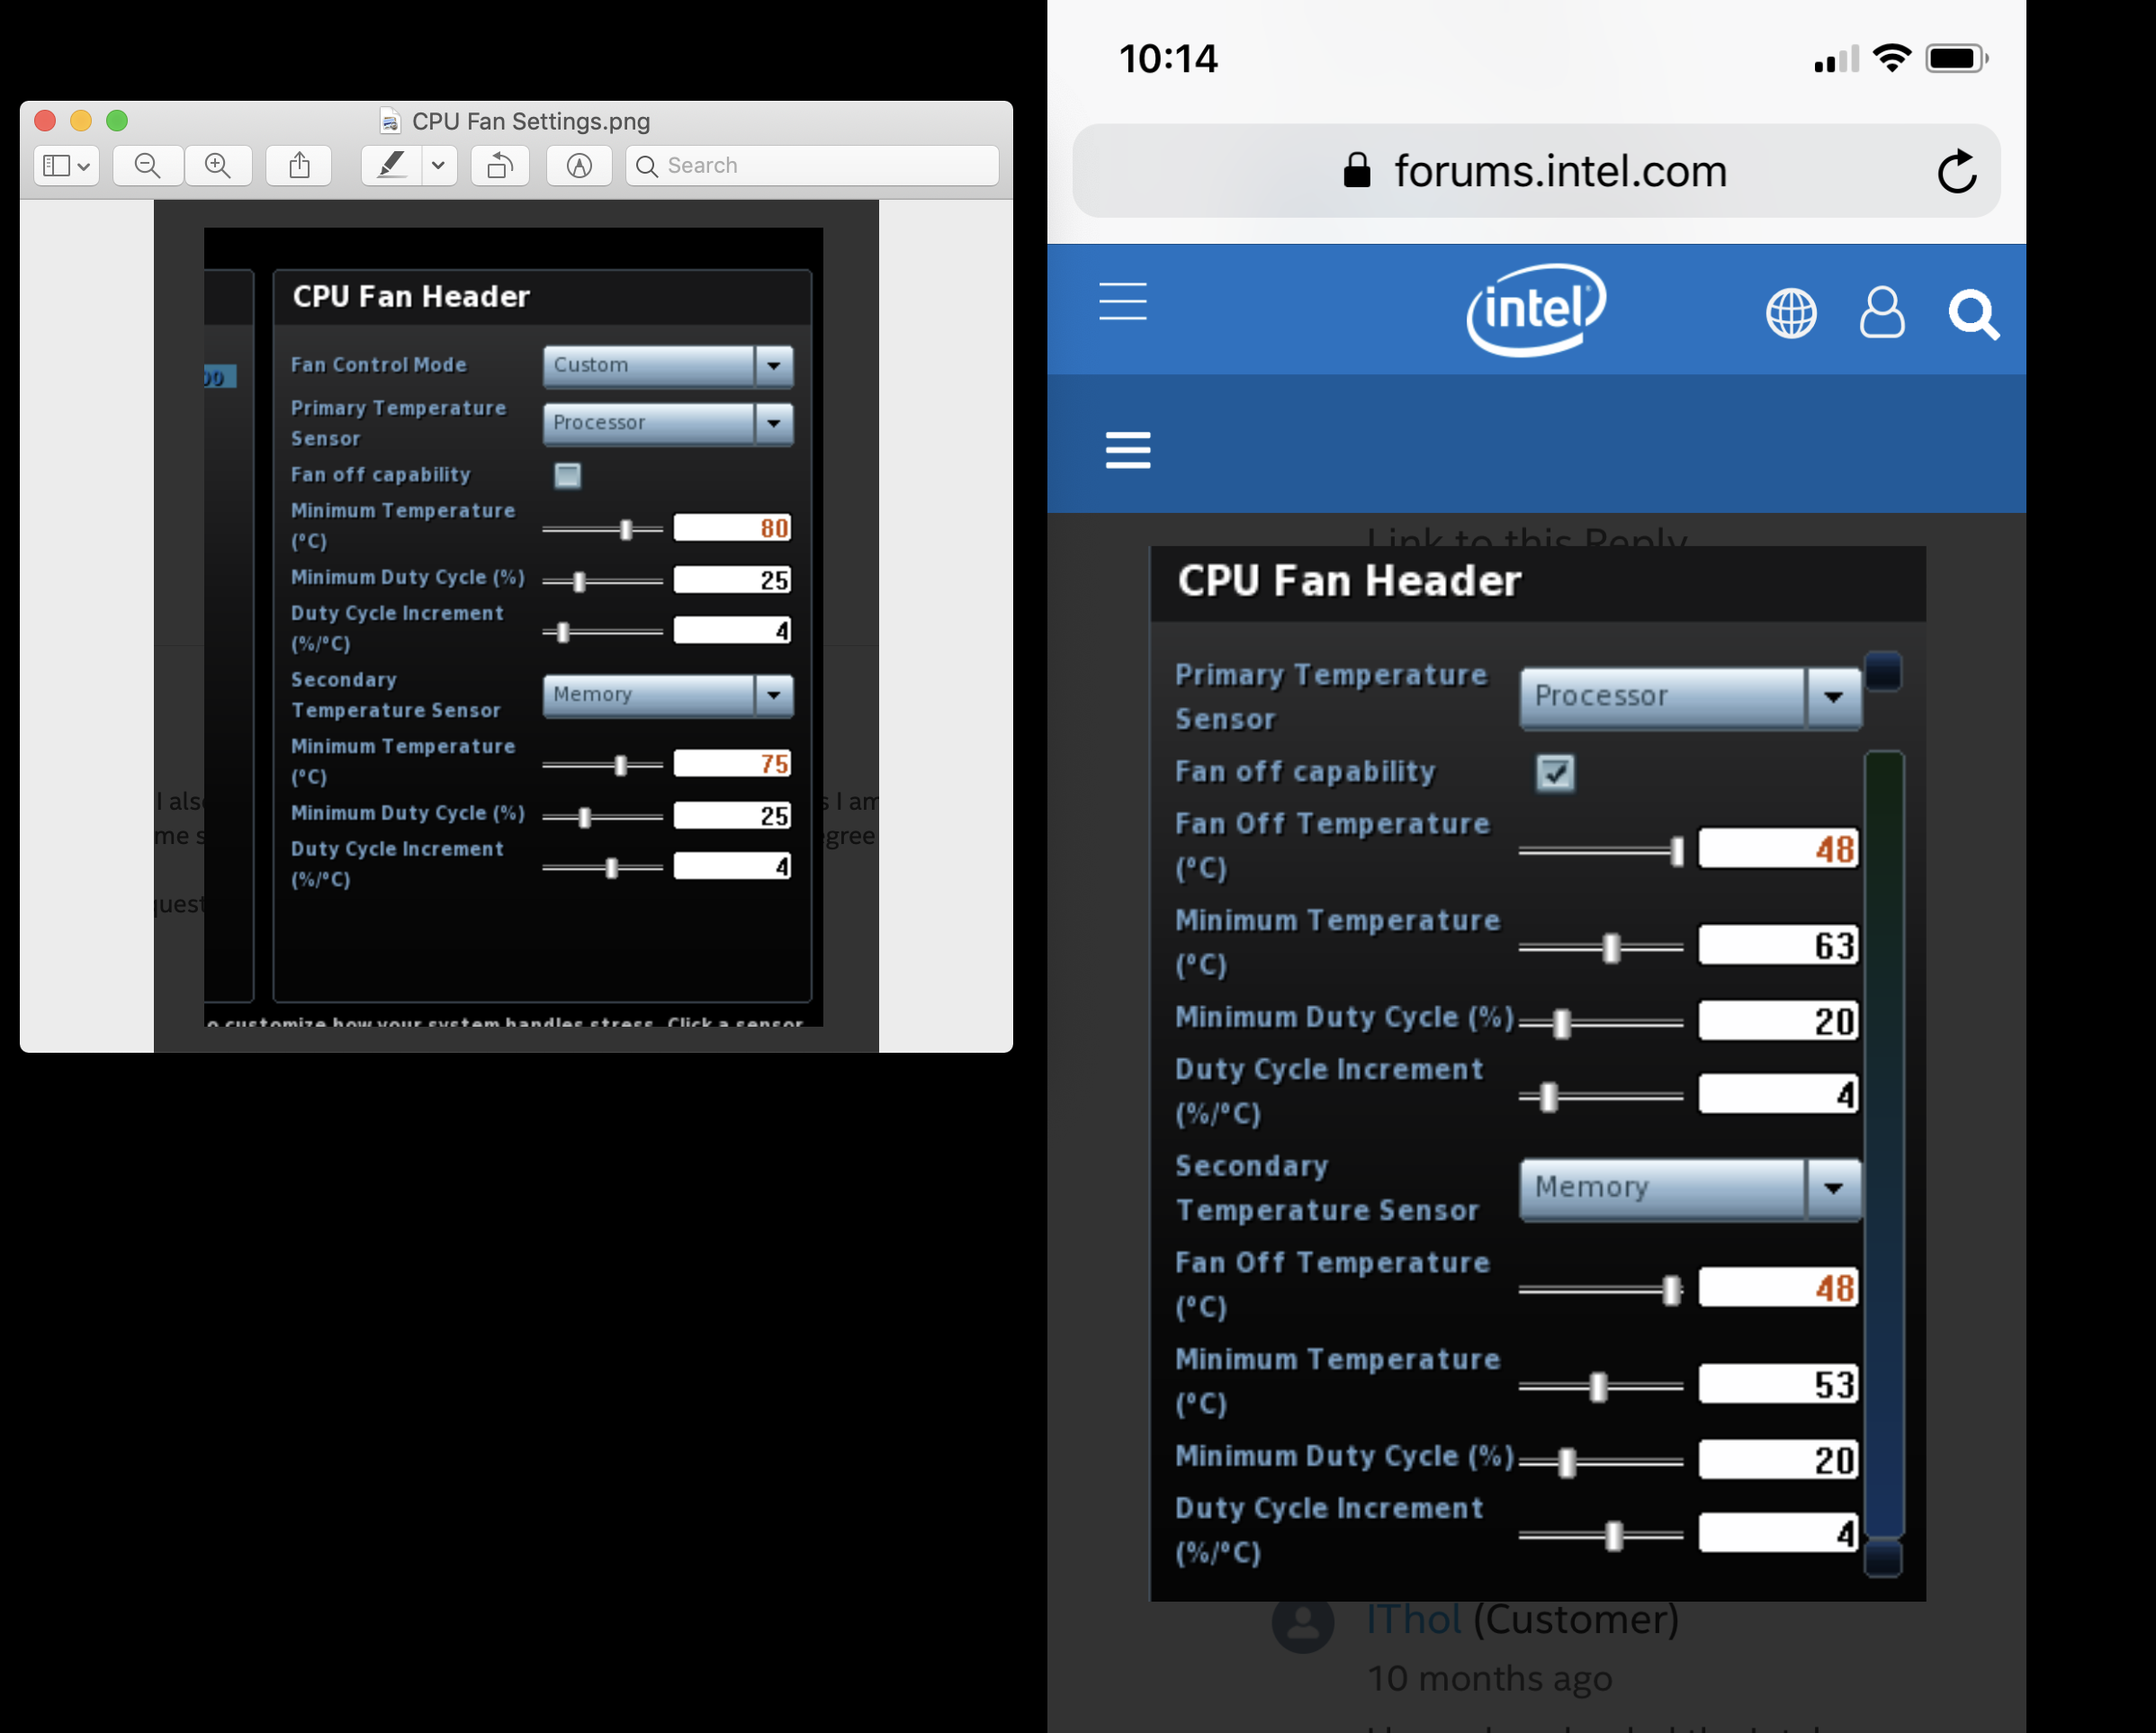 CPU Fan Settings.png
Search
CPU Fan Header
Fan Control Mode
Custom
Primary Temperature
Sensor
Processor
Fan off capability
Minimum Temperature
(°C)
80
Minimum Duty Cycle (%)
25
Duty Cycle Increment
(%/°C)
4
Secondary
Temperature Sensor
Memory
Minimum Temperature
(°C)
75
Minimum Duty Cycle (%)
25
Duty Cycle Increment
(%/°C)
4
I also
s I am
me s
egree
quest
o customize how your system handles stress. Click a sensor
10:14
forums.intel.com
intel
Link to this Reply
CPU Fan Header
Primary Temperature
Sensor
Processor
Fan off capability
Fan Off Temperature
(°C)
48
Minimum Temperature
(°C)
63
Minimum Duty Cycle (%)
20
Duty Cycle Increment
(%/°C)
4
Secondary
Temperature Sensor
Memory
Fan Off Temperature
(°C)
48
Minimum Temperature
(°C)
53
Minimum Duty Cycle (%)
20
Duty Cycle Increment
(%/°C)
4
IThol (Customer)
10 months ago